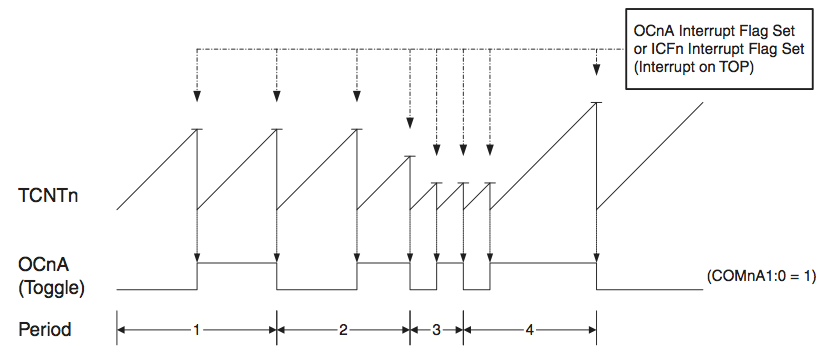 OCnA Interrupt Flag Set
or ICFn Interrupt Flag Set
(Interrupt on TOP)
TCNTn
OCnA
(Toggle)
(COMnA1:0 = 1)
Period
1
2
3
4